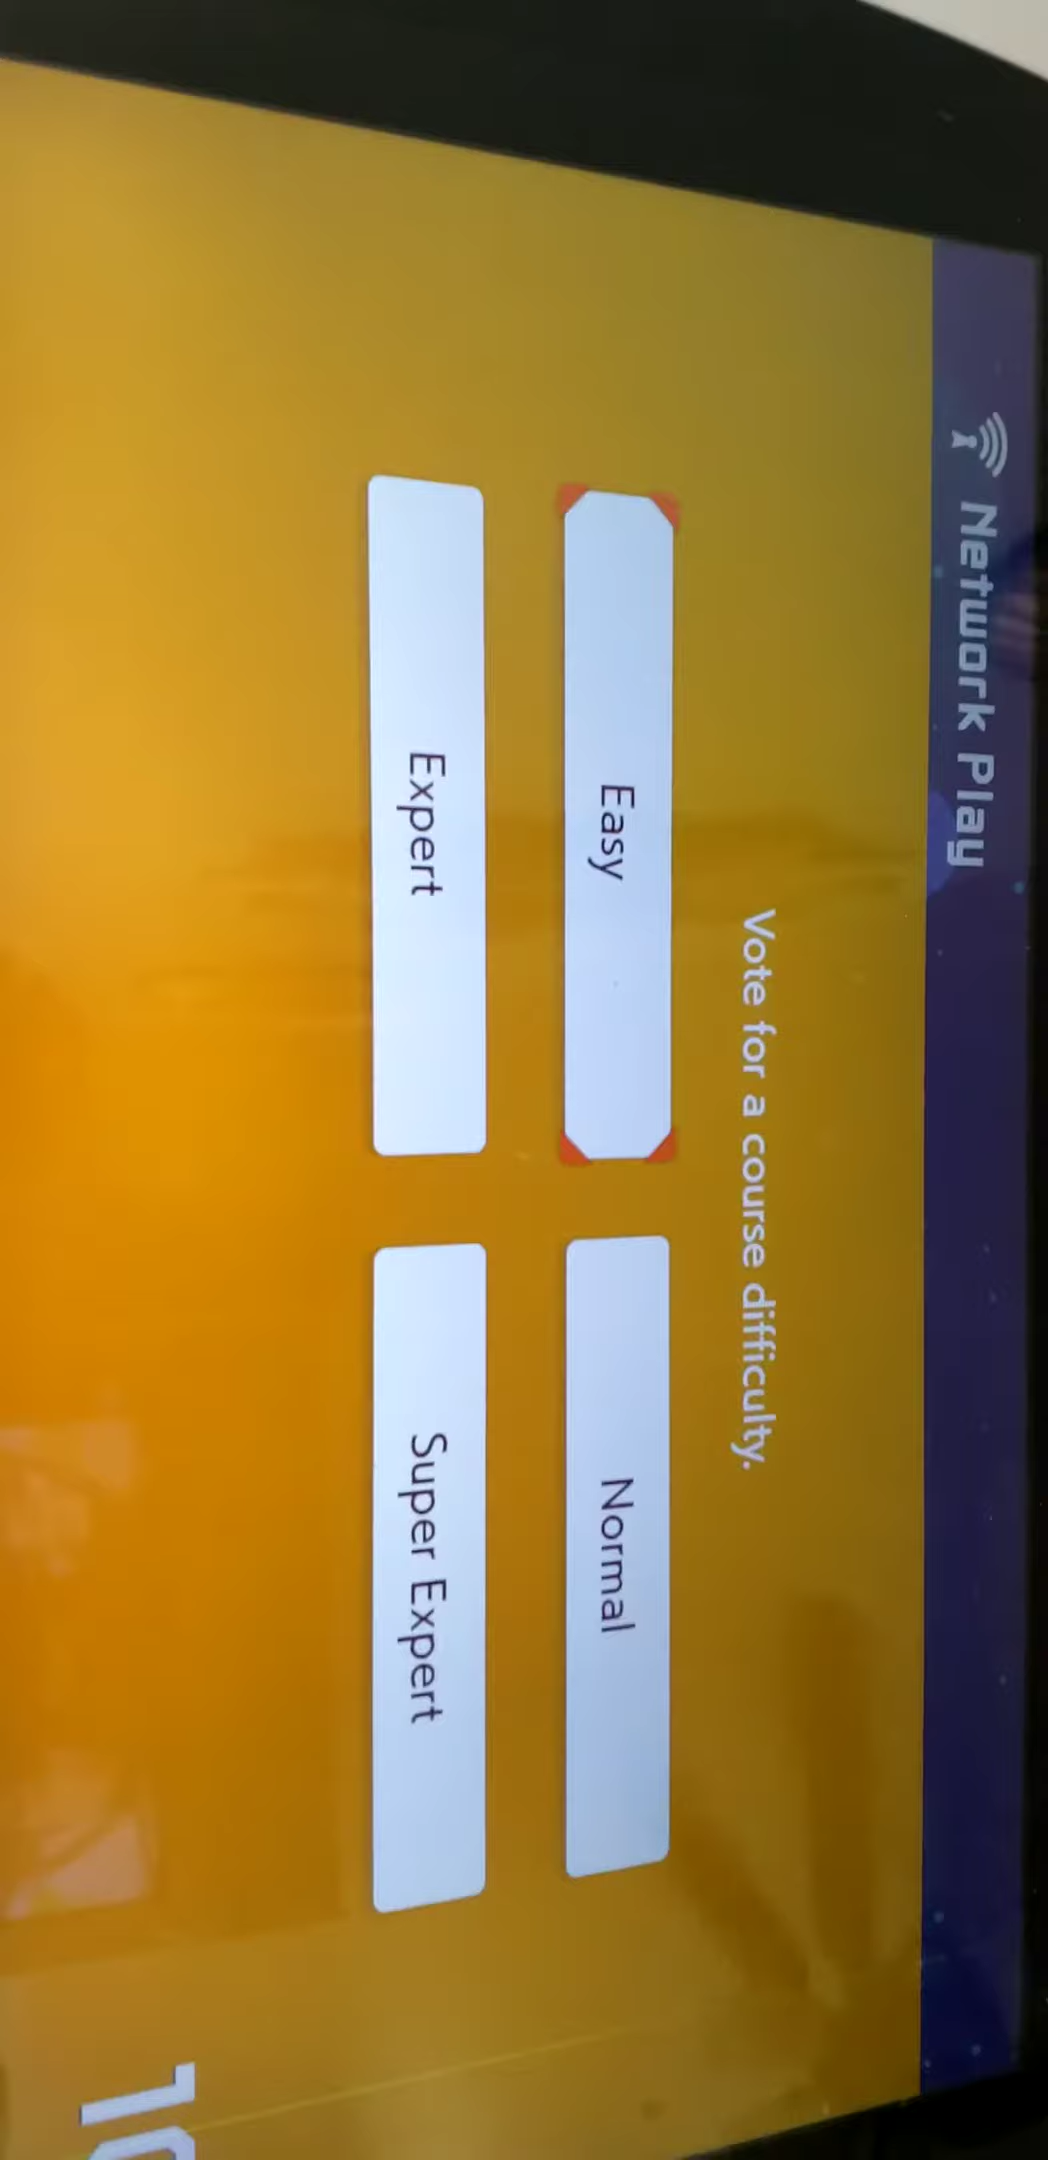 Network Play
Vote for a course difficulty.
Easy
Normal
Expert
Super Expert